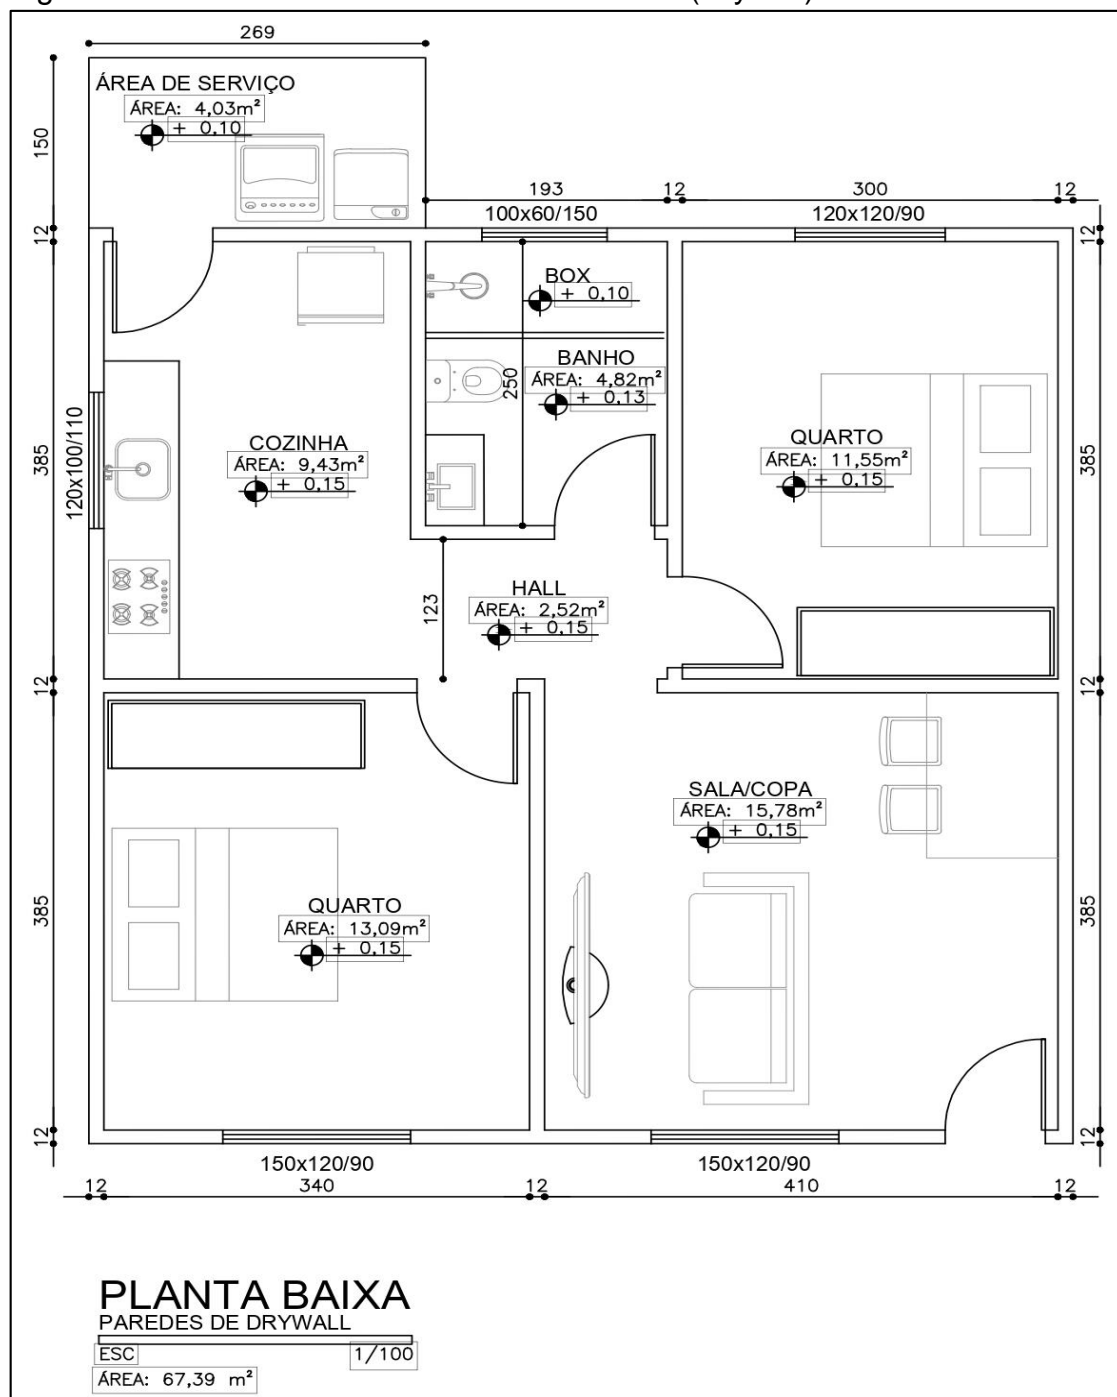 269
ÁREA DE SERVIÇO
ÁREA: 4,03m²
+ 0,10
150
12
193
12
300
12
100x60/150
120x120/90
12
BOX
+ 0,10
BANHO
ÁREA: 4,82m²
+ 0,13
250
COZINHA
ÁREA: 9,43m²
+ 0,15
385
120x100/110
QUARTO
ÁREA: 11,55m²
+ 0,15
385
HALL
ÁREA: 2,52m²
+ 0,15
123
12
12
SALA/COPA
ÁREA: 15,78m²
+ 0,15
QUARTO
ÁREA: 13,09m²
+ 0,15
385
385
12
12
150x120/90
150x120/90
12
340
12
410
12
PLANTA BAIXA
PAREDES DE DRYWALL
ESC 1/100
ÁREA: 67,39 m²